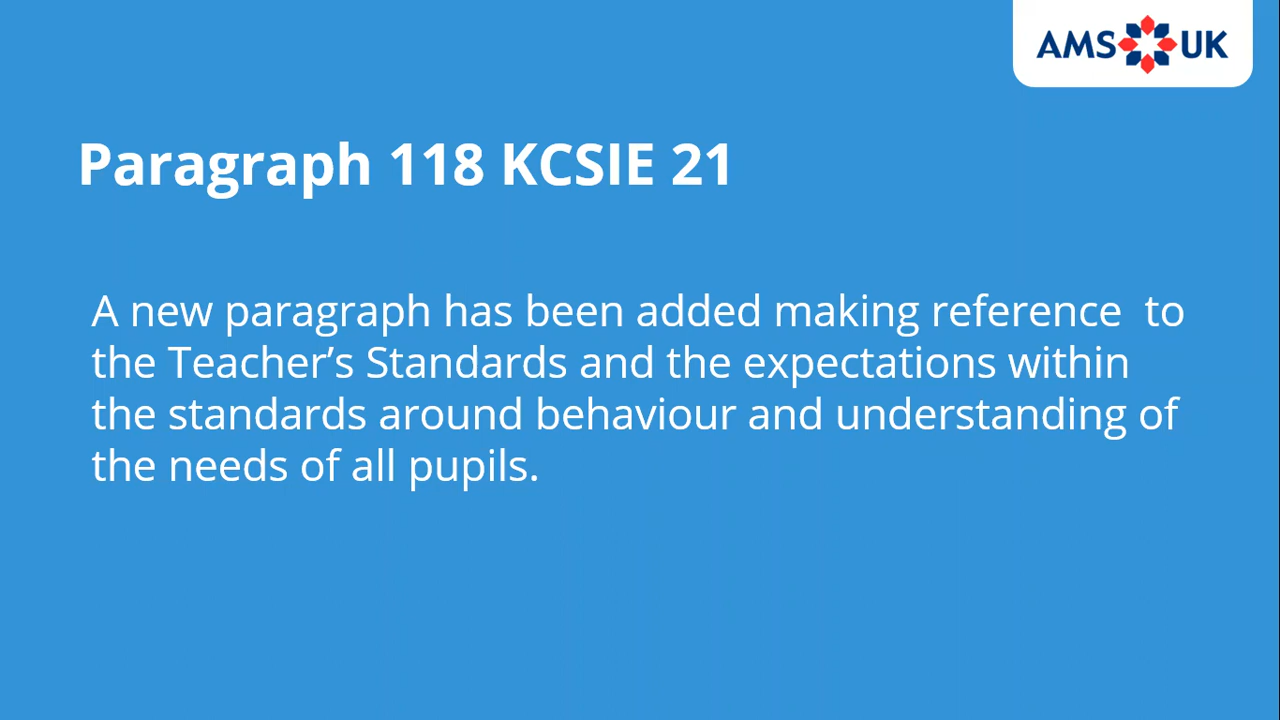 AMS UK
Paragraph 118 KCSIE 21
A new paragraph has been added making reference  to
the Teacher’s Standards and the expectations within
the standards around behaviour and understanding of
the needs of all pupils.